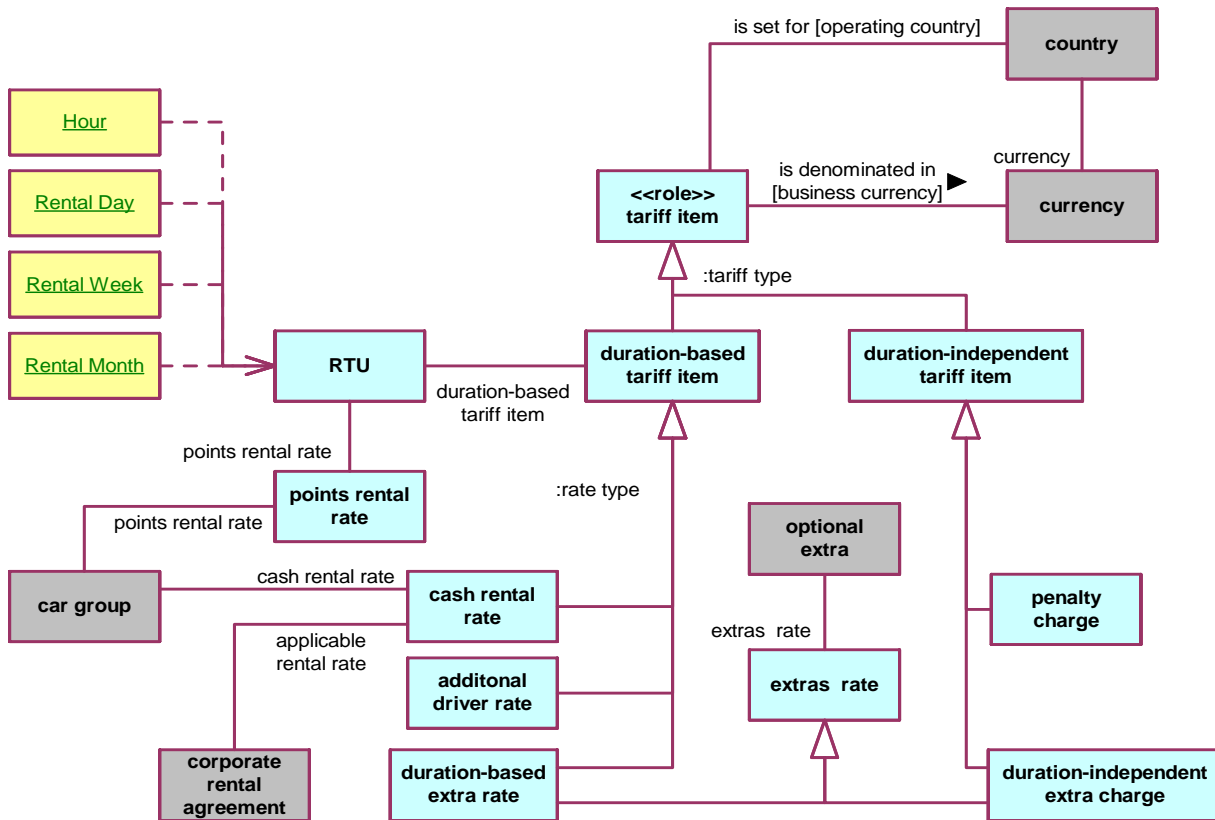 is set for [operating country]
country
Hour
currency
is denominated in
[business currency]
<<role>>
tariff item
currency
Rental Day
Rental Week
:tariff type
Rental Month
RTU
duration-based
tariff item
duration-independent
tariff item
duration-based
tariff item
points rental rate
points rental
rate
:rate type
points rental rate
optional
extra
cash rental rate
car group
cash rental
rate
penalty
charge
applicable
rental rate
extras rate
additonal
driver rate
extras rate
corporate
rental
agreement
duration-based
extra rate
duration-independent
extra charge